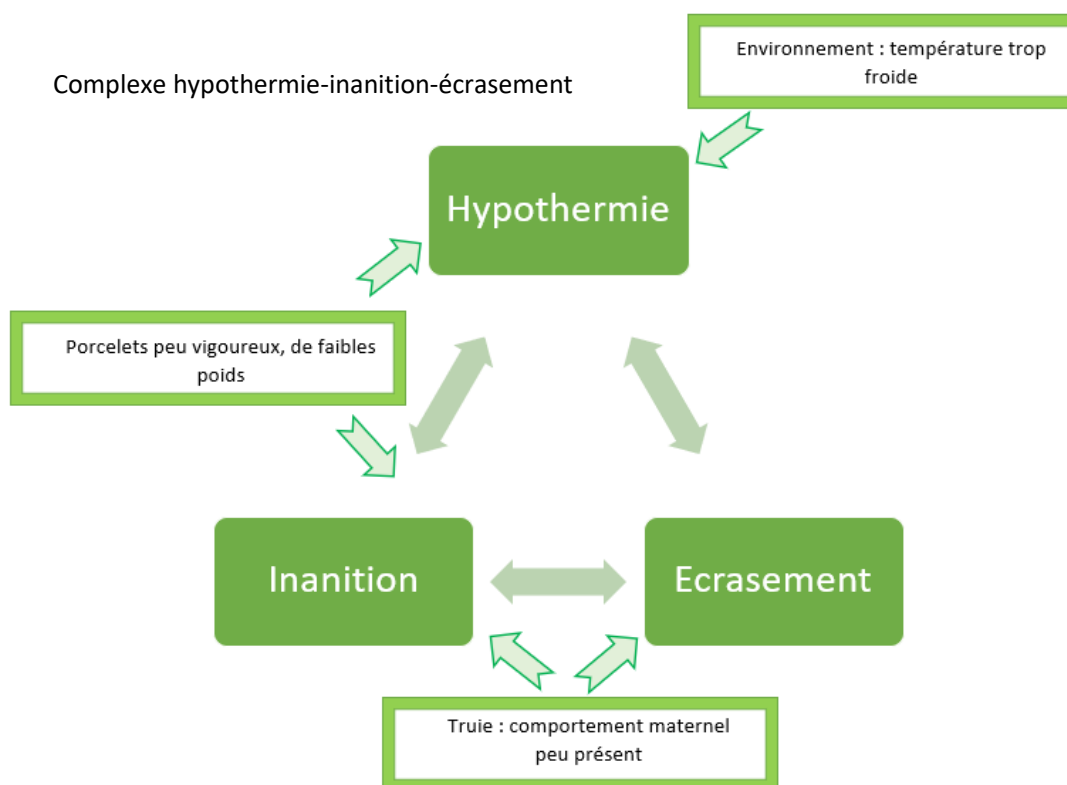 Environnement : température trop
froide
Complexe hypothermie-inanition-écrasement
Hypothermie
Porcelets peu vigoureux, de faibles
poids
Inanition
Ecrasement
Truie : comportement maternel
peu présent